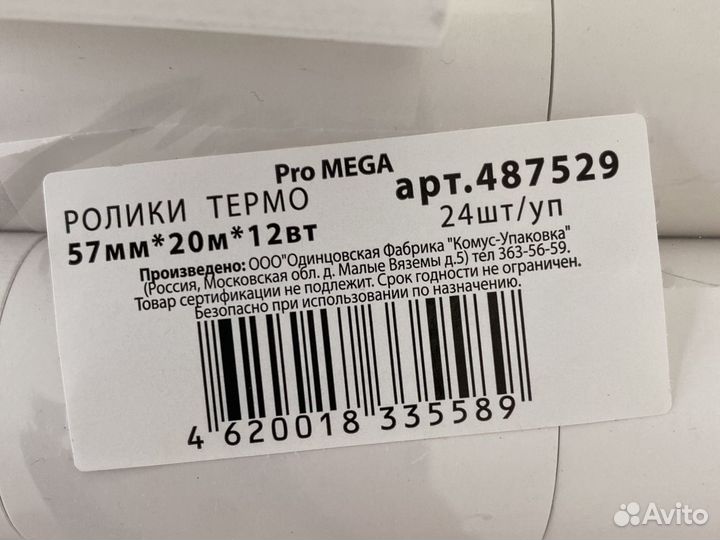 Pro MEGA
РОЛИКИ ТЕРМО
арт.487529
57мм*20м*12вт
24шт/уп
Произведено: ООО"Одинцовская Фабрика "Комус-Упаковка"
(Россия, Московская обл. д. Малые Вяземы д.5) тел 363-56-59.
Товар сертификации не подлежит. Срок годности не ограничен.
Безопасно при использовании по назначению.
4 620018 335589
Avito